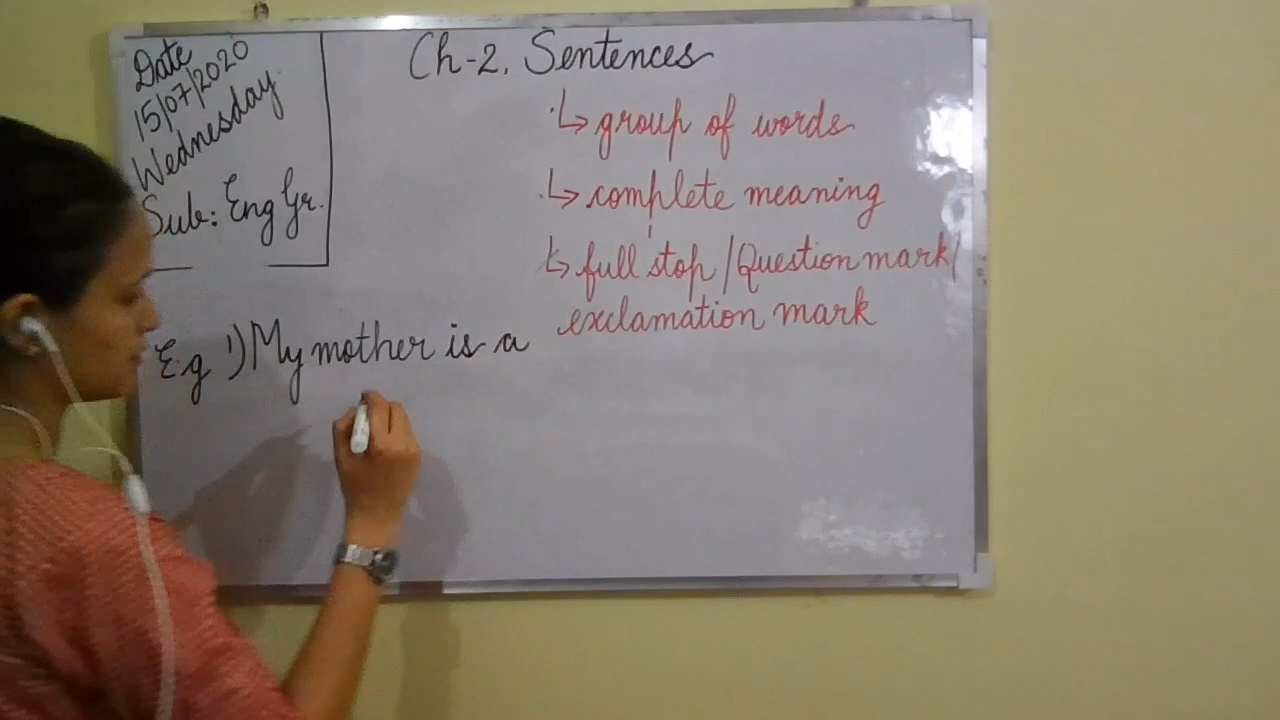 Date
15/07/2020
Wednesday
Sub: Eng Gr.
Ch-2. Sentences
↳ group of words
↳ complete meaning
↳ full stop / Question mark /
exclamation mark
E.g 1) My mother is a